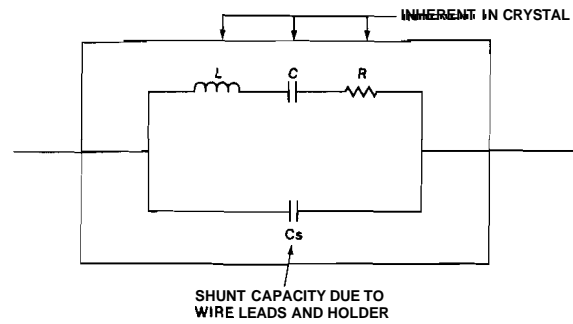 INHERENT IN CRYSTAL
L C R
Cs
SHUNT CAPACITY DUE TO
WIRE LEADS AND HOLDER